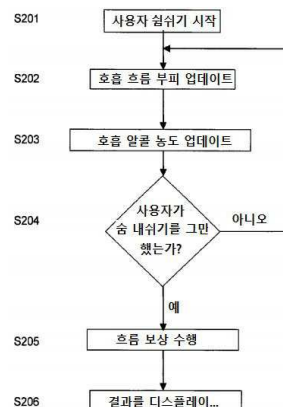 S201 사용자 쉼쉬기 시작
S202 호흡 흐름 부피 업데이트
S203 호흡 알콜 농도 업데이트
S204 사용자가
숨 내쉬기를 그만
했는가?
아니오
예
S205 흐름 보상 수행
S206 결과를 디스플레이...